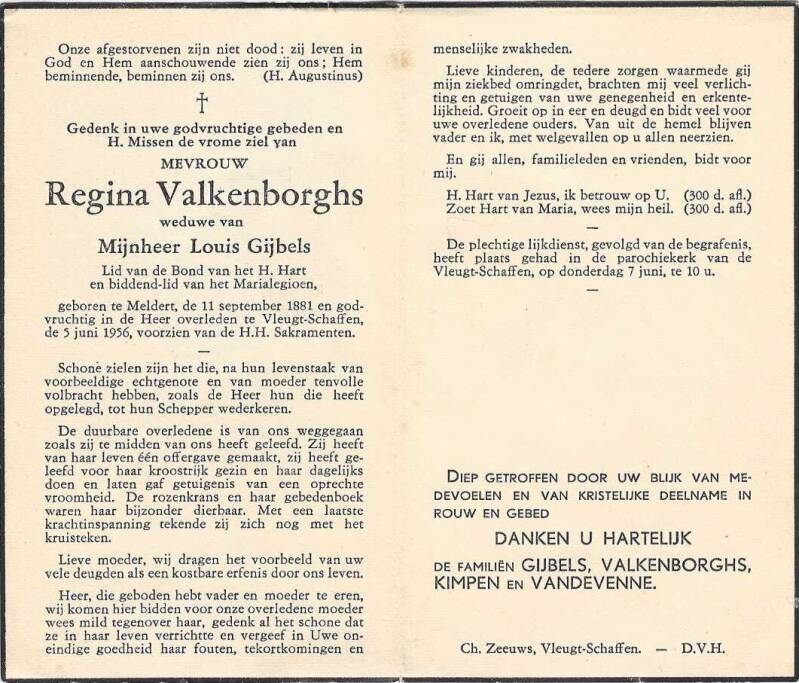 Onze afgestorvenen zijn niet dood : zij leven in
God en Hem aanschouwende zien zij ons ; Hem
beminnende, beminnen zij ons. (H. Augustinus)
Gedenk in uwe godvruchtige gebeden en
H. Missen de vrome ziel van
MEVROUW
Regina Valkenborghs
weduwe van
Mijnheer Louis Gijbels
Lid van de Bond van het H. Hart
en biddend-lid van het Marialegioen,
geboren te Meldert, de 11 september 1881 en god-
vruchtig in de Heer overleden te Vleugt-Schaffen,
de 5 juni 1956, voorzien van de H.H. Sakramenten.
—
Schone zielen zijn het die, na hun levenstaak van
voorbeeldige echtgenote en van moeder tenvolle
volbracht hebben, zoals de Heer hun die heeft
opgelegd, tot hun Schepper wederkeren.
De duurbare overledene is van ons weggegaan
zoals zij te midden van ons heeft geleefd. Zij heeft
van haar leven één offergave gemaakt, zij heeft ge-
leefd voor haar kroostrijk gezin en haar dagelijks
doen en laten gaf getuigenis van een oprechte
vroomheid. De rozenkrans en haar gebedenboek
waren haar bijzonder dierbaar. Met een laatste
krachtinspanning tekende zij zich nog met het
kruisteken.
Lieve moeder, wij dragen het voorbeeld van uw
vele deugden als een kostbare erfenis door ons leven.
Heer, die geboden hebt vader en moeder te eren,
wij komen hier bidden voor onze overledene moeder
wees mild tegenover haar, gedenk al het schone dat
ze in haar leven verrichtte en vergeef in Uwe on-
eindige goedheid haar fouten, tekortkomingen en
menselijke zwakheden.
Lieve kinderen, de tedere zorgen waarmede gij
mijn ziekbed omringdet, brachten mij veel verlich-
ting en getuigen van uwe genegenheid en erkente-
lijkheid. Groeit op in eer en deugd en bidt veel voor
uwe overledene ouders. Van uit de hemel blijven
vader en ik, met welgevallen op u allen neerzien.
En gij allen, familieleden en vrienden, bidt voor
mij.
H. Hart van Jezus, ik betrouw op U. (300 d. afl.)
Zoet Hart van Maria, wees mijn heil. (300 d. afl.)
—
De plechtige lijkdienst, gevolgd van de begrafenis,
heeft plaats gehad in de parochiekerk van de
Vleugt-Schaffen, op donderdag 7 juni, te 10 u.
—
DIEP GETROFFEN DOOR UW BLIJK VAN ME-
DEVOELEN EN VAN KRISTELIJKE DEELNAME IN
ROUW EN GEBED
DANKEN U HARTELIJK
DE FAMILIËN GIJBELS, VALKENBORGHS,
KIMPEN EN VANDEVENNE.
Ch. Zeeuws, Vleugt-Schaffen. — D.V.H.